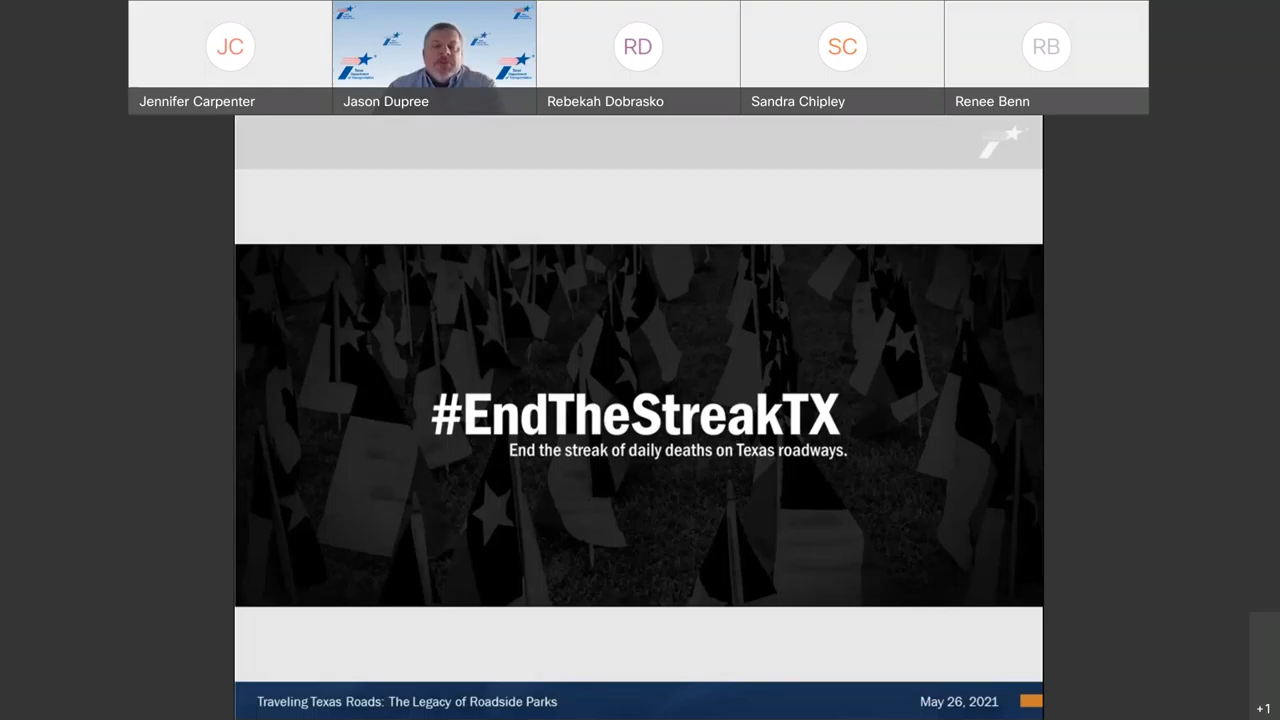 JC
RD
SC
RB
Jennifer Carpenter
Jason Dupree
Rebekah Dobrasko
Sandra Chipley
Renee Benn
#EndTheStreakTX
End the streak of daily deaths on Texas roadways.
Traveling Texas Roads: The Legacy of Roadside Parks
May 26, 2021
+1